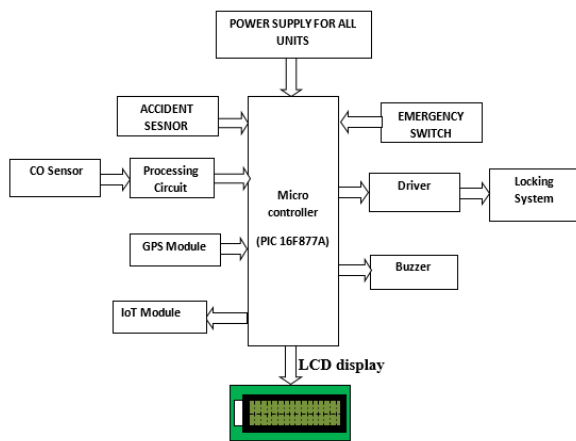 POWER SUPPLY FOR ALL
UNITS
ACCIDENT
SESNOR
EMERGENCY
SWITCH
CO Sensor
Processing
Circuit
Micro
controller
(PIC 16F877A)
Driver
Locking
System
GPS Module
Buzzer
IoT Module
LCD display